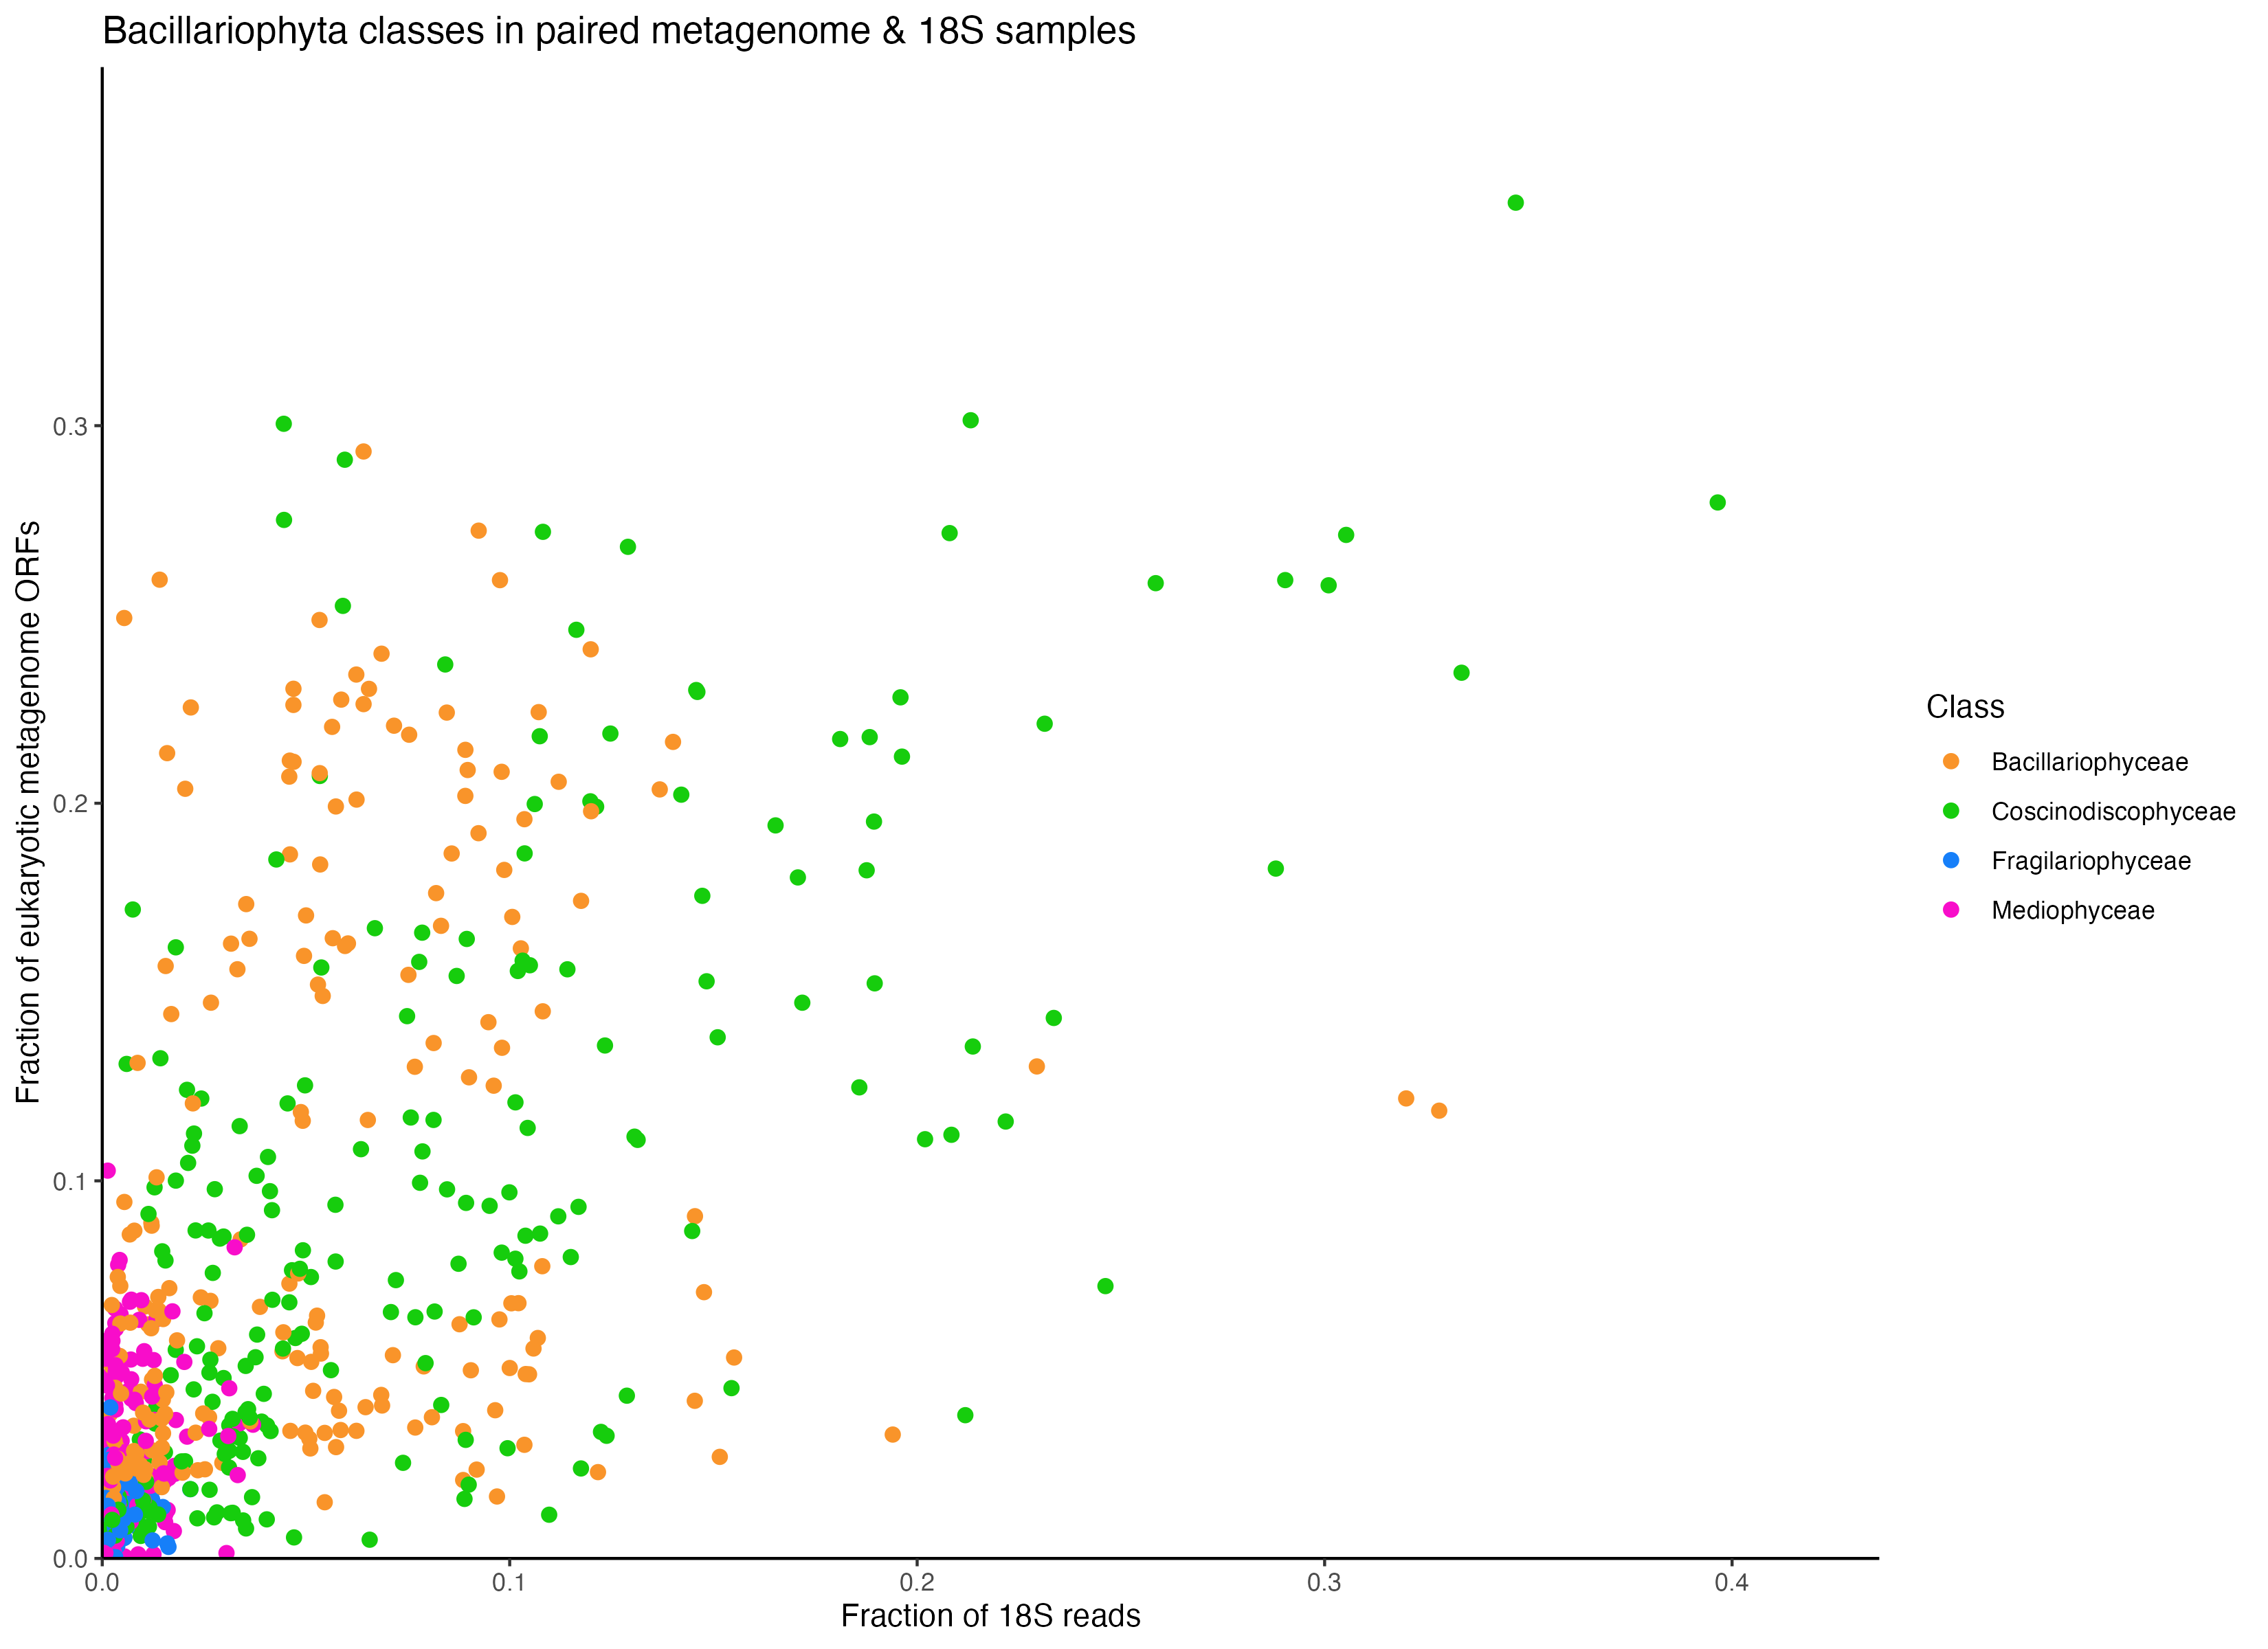 Bacillariophyta classes in paired metagenome & 18S samples
Fraction of eukaryotic metagenome ORFs
0.3
0.2
0.1
0.0
0.0 0.1 0.2 0.3 0.4
Fraction of 18S reads
Class
Bacillariophyceae
Coscinodiscophyceae
Fragilariophyceae
Mediophyceae